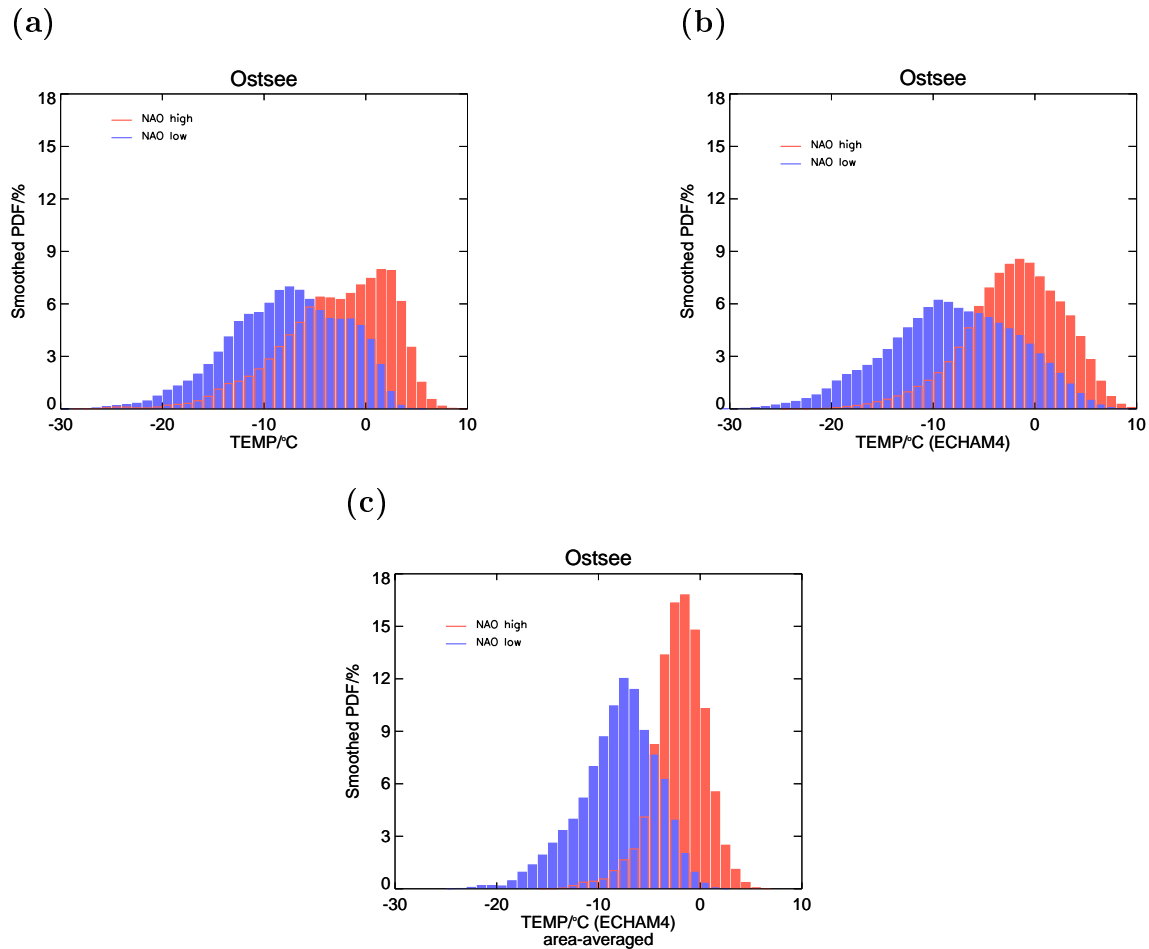 (a)
Ostsee
18
15
12
9
6
3
0
Smoothed PDF/%
NAO high
NAO low
-30 -20 -10 0 10
TEMP/°C
(b)
Ostsee
18
15
12
9
6
3
0
Smoothed PDF/%
NAO high
NAO low
-30 -20 -10 0 10
TEMP/°C (ECHAM4)
(c)
Ostsee
18
15
12
9
6
3
0
Smoothed PDF/%
NAO high
NAO low
-30 -20 -10 0 10
TEMP/°C (ECHAM4)
area-averaged